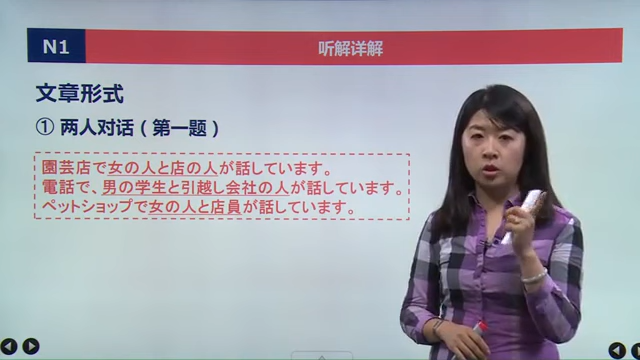 N1
听解详解
文章形式
① 两人对话（第一题）
園芸店で女の人と店の人が話しています。
電話で、男の学生と引越し会社の人が話しています。
ペットショップで女の人と店員が話しています。